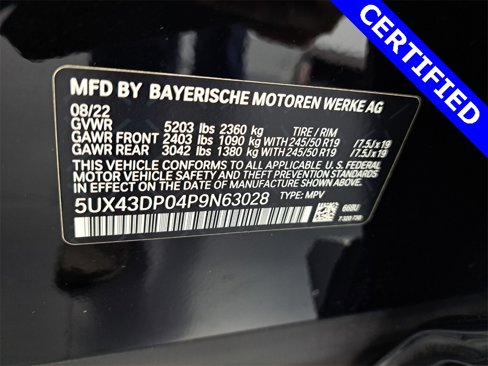 CERTIFIED
MFD BY BAYERISCHE MOTOREN WERKE AG
08/22
GVWR 5203 lbs 2360 kg TIRE / RIM
GAWR FRONT 2403 lbs 1090 kg WITH 245/50 R19 /7.5J x 19
GAWR REAR 3042 lbs 1380 kg WITH 245/50 R19 /7.5J x 19
THIS VEHICLE CONFORMS TO ALL APPLICABLE U.S. FEDERAL
MOTOR VEHICLE SAFETY AND THEFT PREVENTION
STANDARDS IN EFFECT ON THE DATE OF MANUFACTURE
SHOWN ABOVE.
5UX43DP04P9N63028 TYPE: MPV